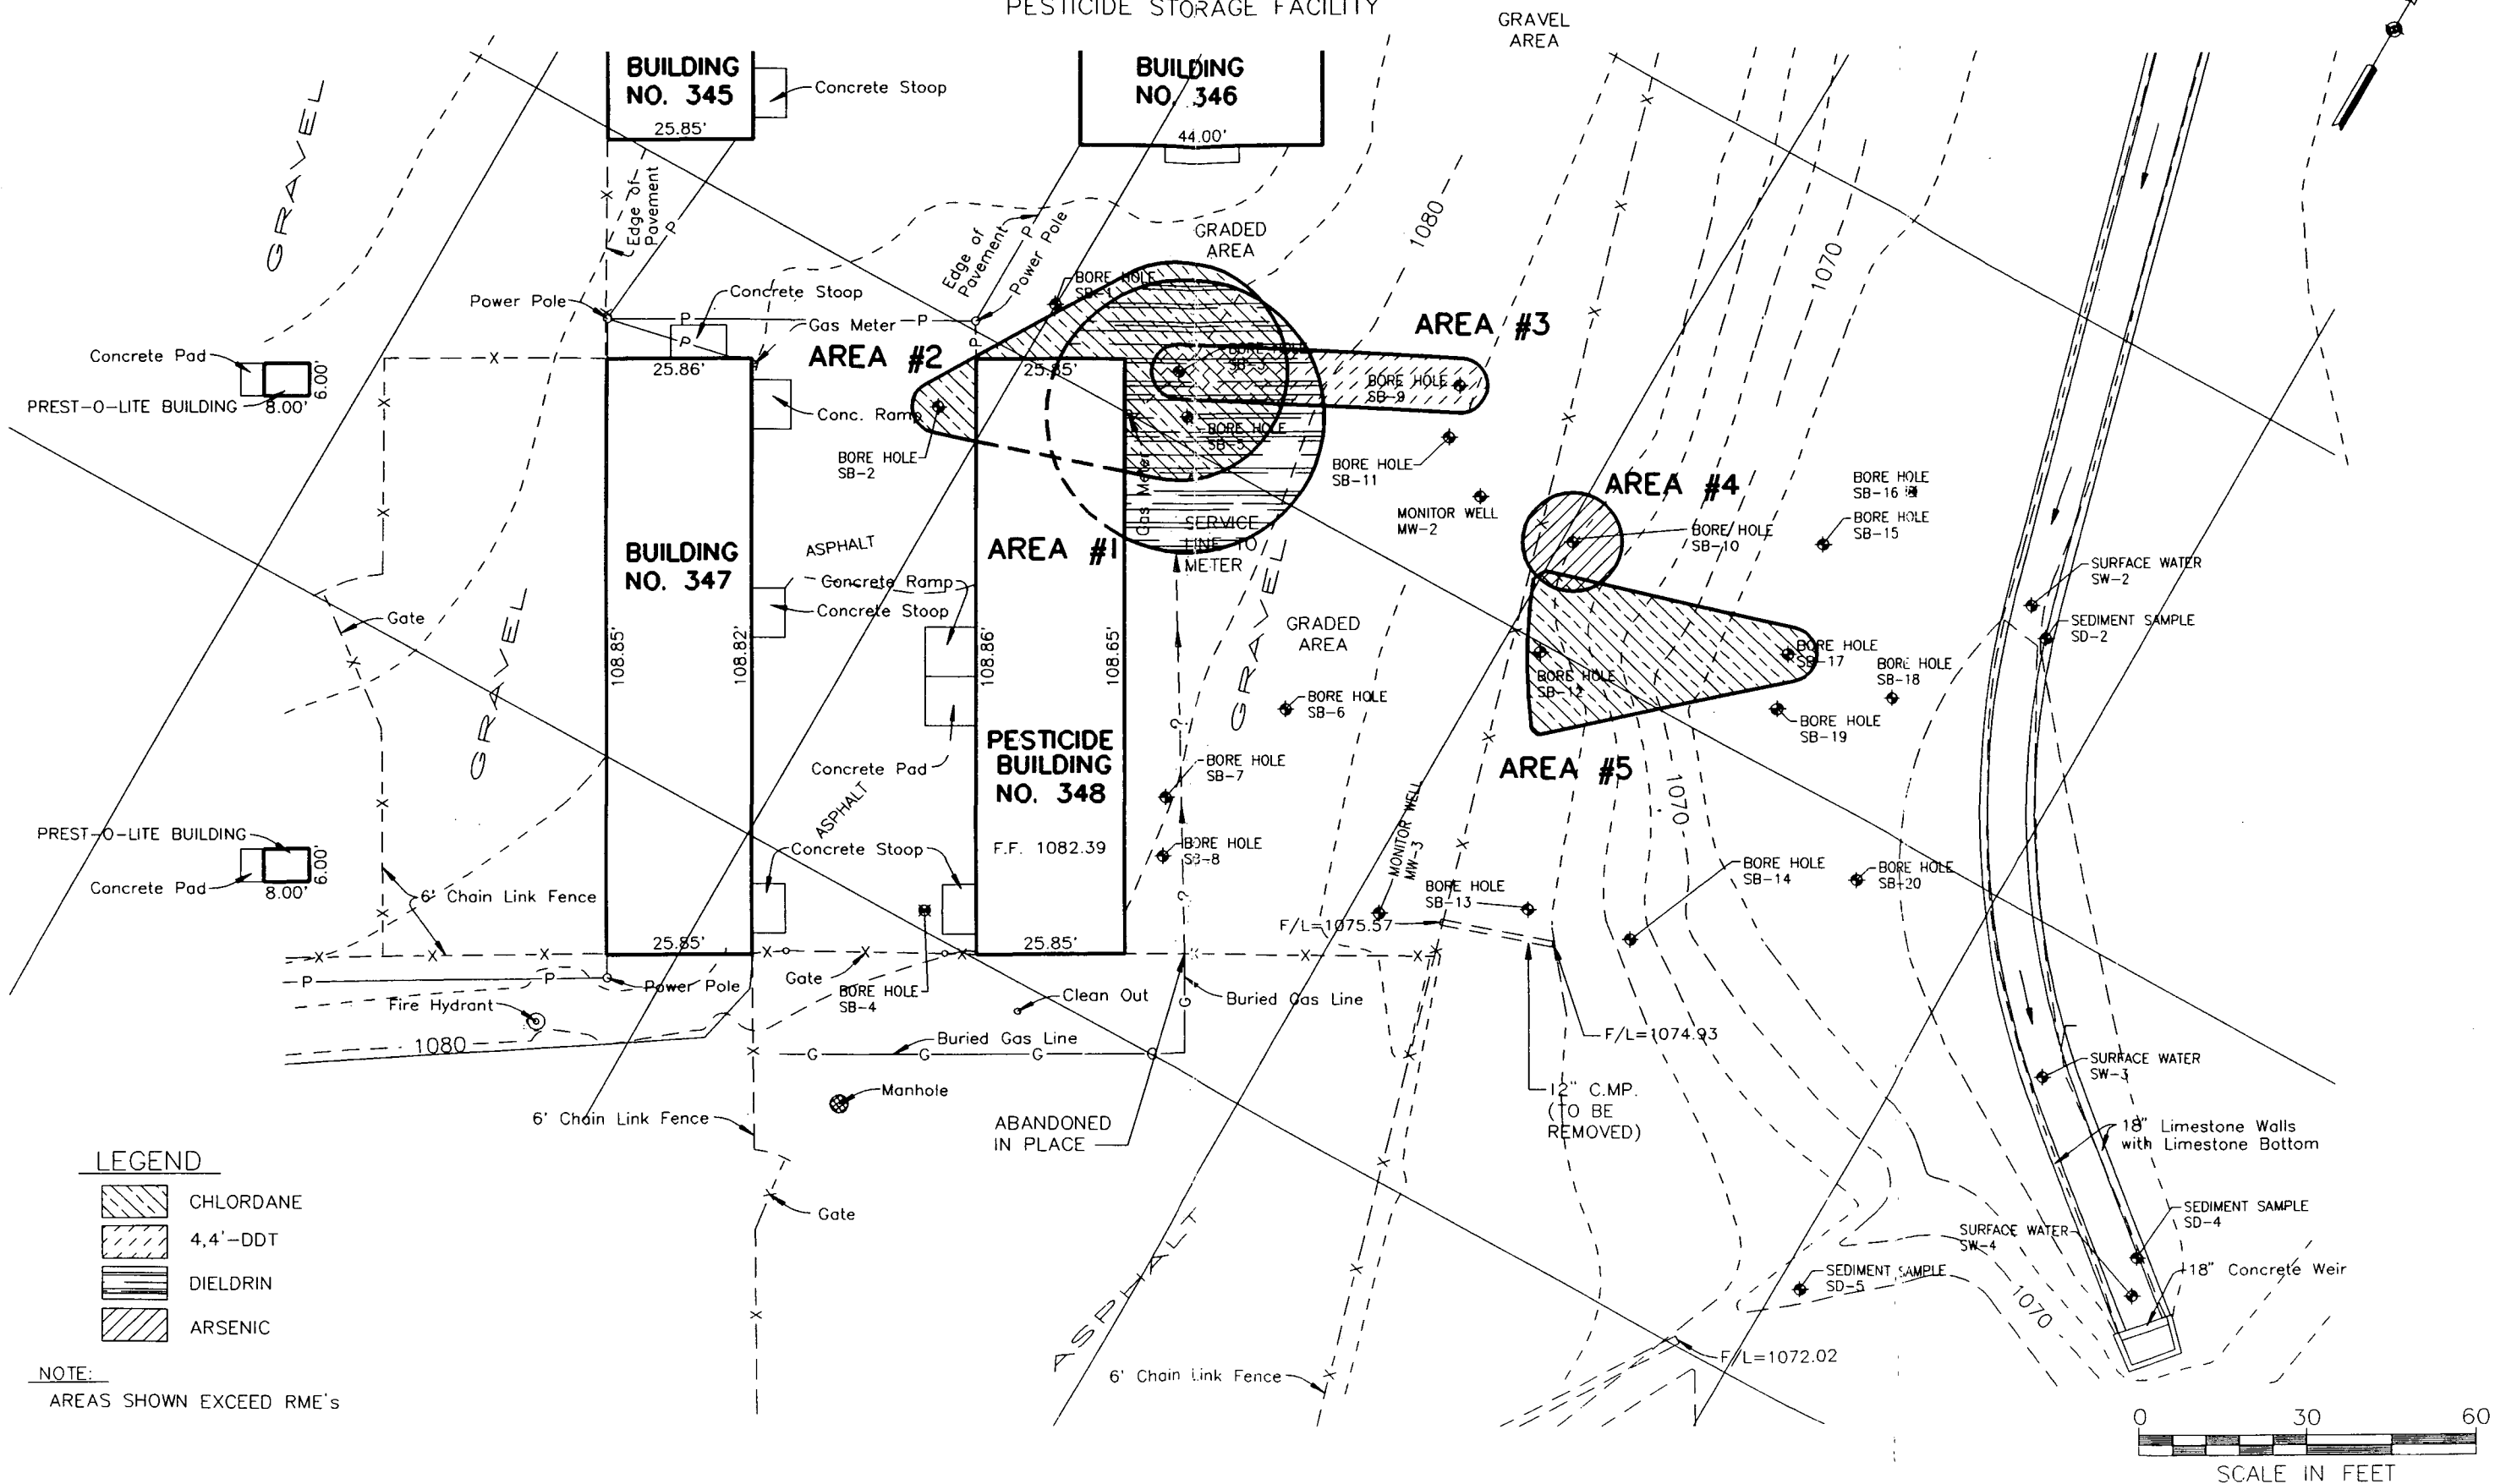 PESTICIDE STORAGE FACILITY
GRAVEL
AREA
BUILDING
NO. 345
25.85'
Concrete Stoop
BUILDING
NO. 346
44.00'
GRAVEL
Edge of
Pavement
P
Edge of
Pavement
P
Power Pole
GRADED
AREA
1080
1070
BORE HOLE
SB-1
Power Pole
Concrete Stoop
P
Gas Meter
P
P
P
AREA #3
Concrete Pad
6.00'
PREST-O-LITE BUILDING
8.00'
25.86'
AREA #2
25.85'
BORE HOLE
SB-3
BORE HOLE
SB-9
Conc. Ramp
BORE HOLE
SB-2
BORE HOLE
SB-5
Gas Meter
BORE HOLE
SB-11
AREA #4
MONITOR WELL
MW-2
BORE HOLE
SB-16
BORE HOLE
SB-15
BORE HOLE
SB-10
SERVICE
LINE TO
METER
ASPHALT
AREA #1
BUILDING
NO. 347
Concrete Ramp
Concrete Stoop
SURFACE WATER
SW-2
SEDIMENT SAMPLE
SD-2
Gate
GRAVEL
108.85'
108.82'
108.86'
108.65'
GRAVEL
GRADED
AREA
BORE HOLE
SB-12
BORE HOLE
SB-17
BORE HOLE
SB-18
BORE HOLE
SB-6
BORE HOLE
SB-19
?
PESTICIDE
BUILDING
NO. 348
F.F. 1082.39
Concrete Pad
ASPHALT
BORE HOLE
SB-7
AREA #5
1070
PREST-O-LITE BUILDING
6.00'
Concrete Pad
8.00'
Concrete Stoop
BORE HOLE
SB-8
?
MONITOR WELL
MW-3
BORE HOLE
SB-13
BORE HOLE
SB-14
BORE HOLE
SB-20
6' Chain Link Fence
F/L=1075.57
25.85'
25.85'
P
P
Power Pole
Gate
BORE HOLE
SB-4
Clean Out
G
Buried Gas Line
Fire Hydrant
1080
G
G
G
Buried Gas Line
F/L=1074.93
SURFACE WATER
SW-3
Manhole
12" C.MP.
(TO BE
REMOVED)
6' Chain Link Fence
ABANDONED
IN PLACE
18" Limestone Walls
with Limestone Bottom
LEGEND
CHLORDANE
4,4'-DDT
DIELDRIN
ARSENIC
Gate
ASPHALT
SEDIMENT SAMPLE
SD-4
SURFACE WATER
SW-4
SEDIMENT SAMPLE
SD-5
18" Concrete Weir
1070
F/L=1072.02
6' Chain Link Fence
NOTE:
AREAS SHOWN EXCEED RME's
0 30 60
SCALE IN FEET